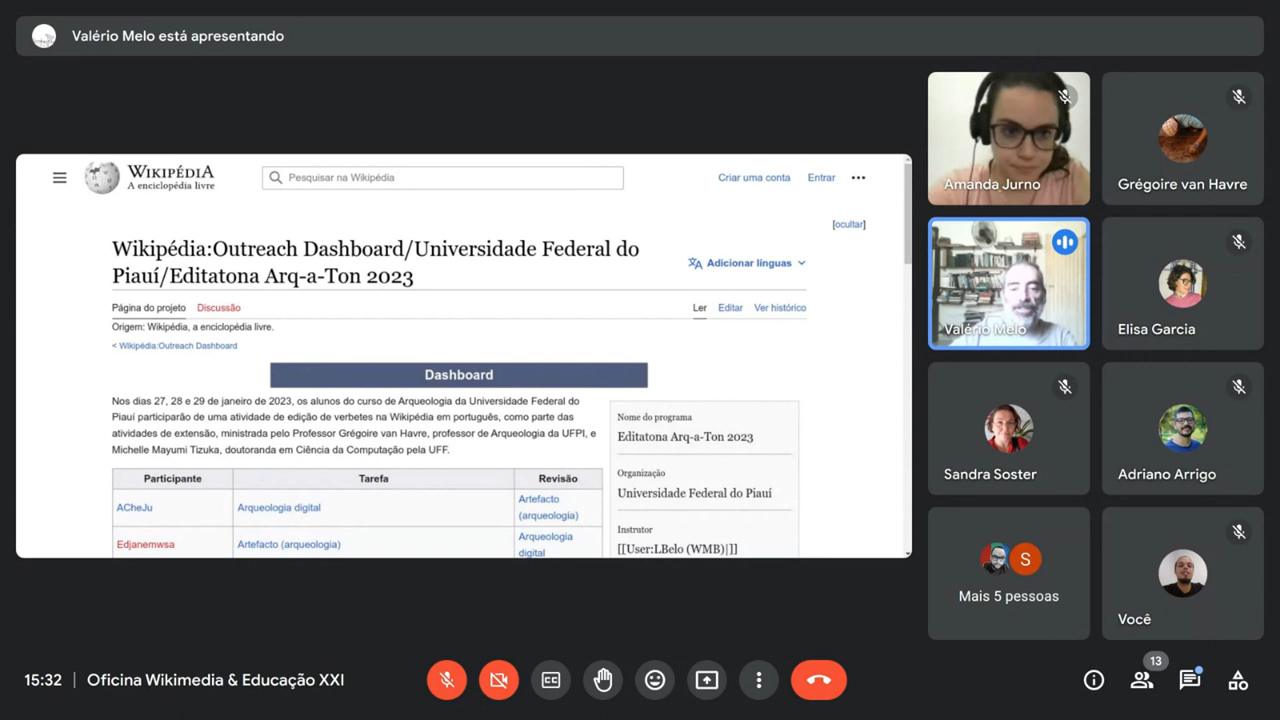 Valério Melo está apresentando
WIKIPÉDIA
A enciclopédia livre
Pesquisar na Wikipédia
Criar uma conta
Entrar
[ocultar]
Wikipédia:Outreach Dashboard/Universidade Federal do
Piauí/Editatona Arq-a-Ton 2023
Adicionar línguas
Página do projeto
Discussão
Ler
Editar
Ver histórico
Origem: Wikipédia, a enciclopédia livre.
< Wikipédia:Outreach Dashboard
Dashboard
Nos dias 27, 28 e 29 de janeiro de 2023, os alunos do curso de Arqueologia da Universidade Federal do
Piauí participarão de uma atividade de edição de verbetes na Wikipédia em português, como parte das
atividades de extensão, ministrada pelo Professor Grégoire van Havre, professor de Arqueologia da UFPI, e
Michelle Mayumi Tizuka, doutoranda em Ciência da Computação pela UFF.
Participante
Tarefa
Revisão
ACheJu
Arqueologia digital
Artefacto
(arqueologia)
Edjanemwsa
Artefacto (arqueologia)
Arqueologia
digital
Nome do programa
Editatona Arq-a-Ton 2023
Organização
Universidade Federal do Piauí
Instrutor
[[User:LBelo (WMB)|]]
Amanda Jurno
Grégoire van Havre
Valério Melo
Elisa Garcia
Sandra Soster
Adriano Arrigo
S
Mais 5 pessoas
Você
15:32
Oficina Wikimedia & Educação XXI
CC
13